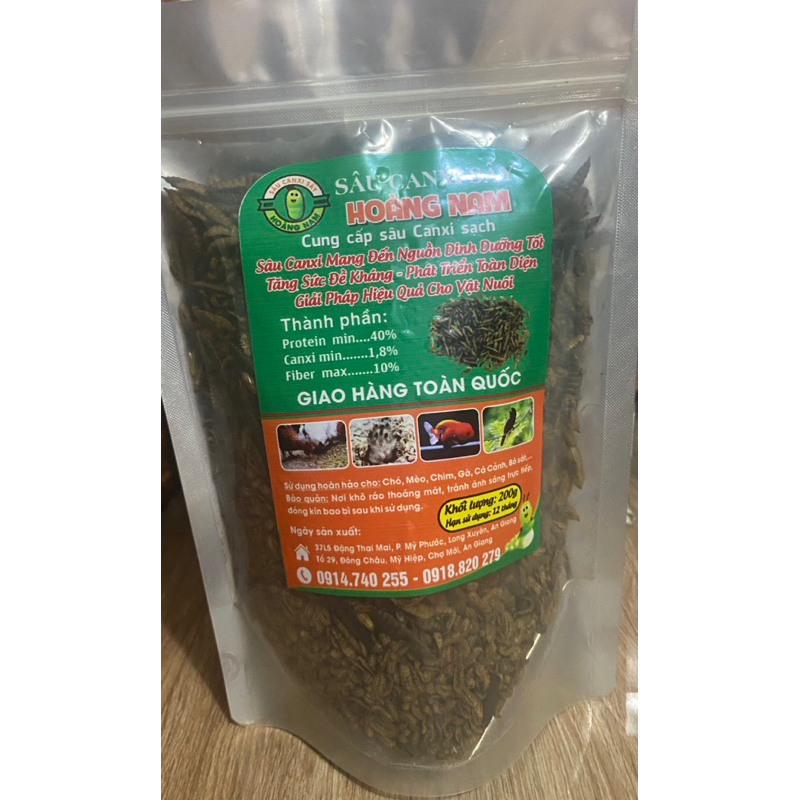 SÂU CANXI SẤY
HOÀNG NAM
SÂU CANXI
HOÀNG NAM
Cung cấp sâu Canxi sạch
Sâu Canxi Mang Đến Nguồn Dinh Dưỡng Tốt
Tăng Sức Đề Kháng - Phát Triển Toàn Diện
Giải Pháp Hiệu Quả Cho Vật Nuôi
Thành phần:
Protein min....40%
Canxi min.......1,8%
Fiber max.......10%
GIAO HÀNG TOÀN QUỐC
Sử dụng hoàn hảo cho: Chó, Mèo, Chim, Gà, Cá Cảnh, Bò sát,...
Bảo quản: Nơi khô ráo thoáng mát, tránh ánh sáng trực tiếp,
đóng kín bao bì sau khi sử dụng.
Khối lượng: 200g
Hạn sử dụng: 12 tháng
Ngày sản xuất:
37L5 Đặng Thai Mai, P. Mỹ Phước, Long Xuyên, An Giang
Tổ 29, Đông Châu, Mỹ Hiệp, Chợ Mới, An Giang
0914.740 255 - 0918.820 279